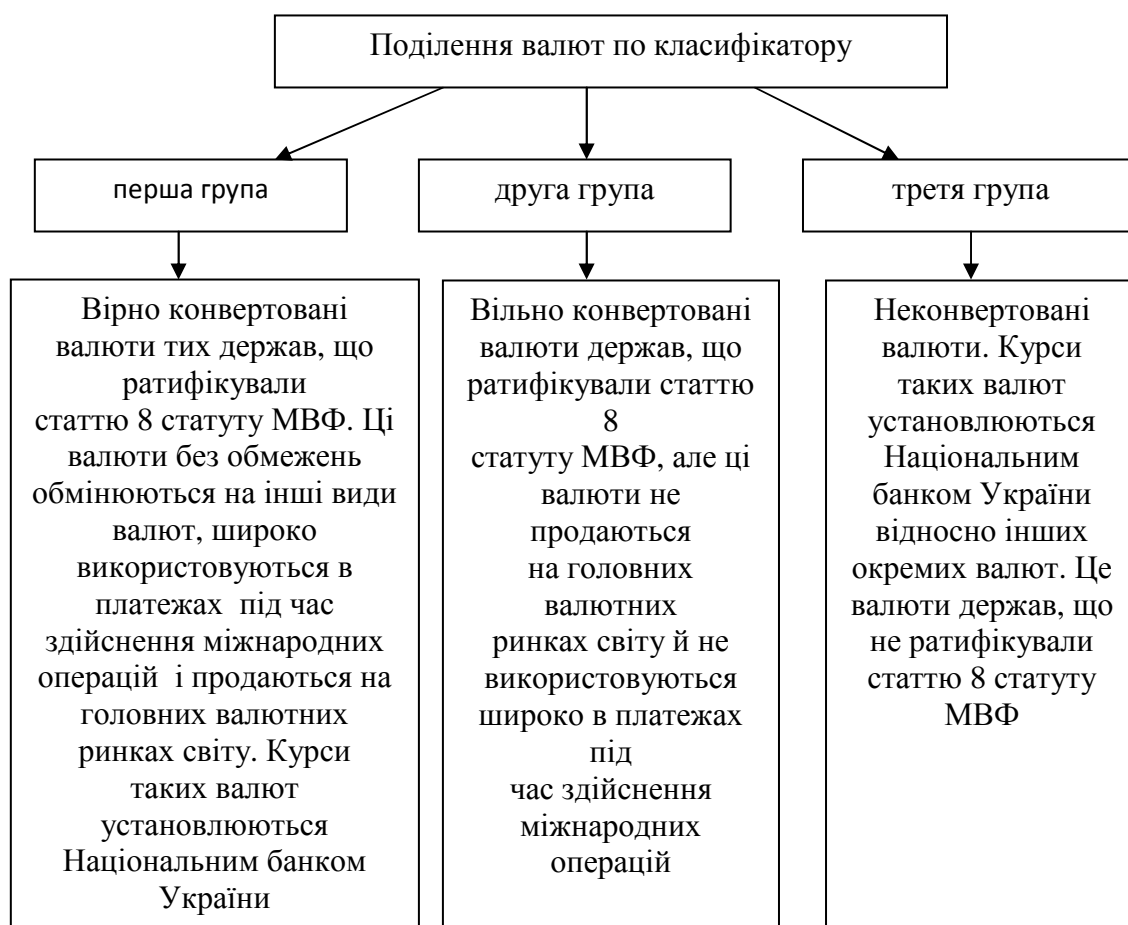 Поділення валют по класифікатору
перша група
друга група
третя група
Вірно конвертовані
валюти тих держав, що
ратифікували
статтю 8 статуту МВФ. Ці
валюти без обмежень
обмінюються на інші види
валют, широко
використовуються в
платежах під час
здійснення міжнародних
операцій і продаються на
головних валютних
ринках світу. Курси
таких валют
установлюються
Національним банком
України
Вільно конвертовані
валюти держав, що
ратифікували статтю
8
статуту МВФ, але ці
валюти не
продаються
на головних
валютних
ринках світу й не
використовуються
широко в платежах
під
час здійснення
міжнародних
операцій
Неконвертовані
валюти. Курси
таких валют
установлюються
Національним
банком України
відносно інших
окремих валют. Це
валюти держав, що
не ратифікували
статтю 8 статуту
МВФ